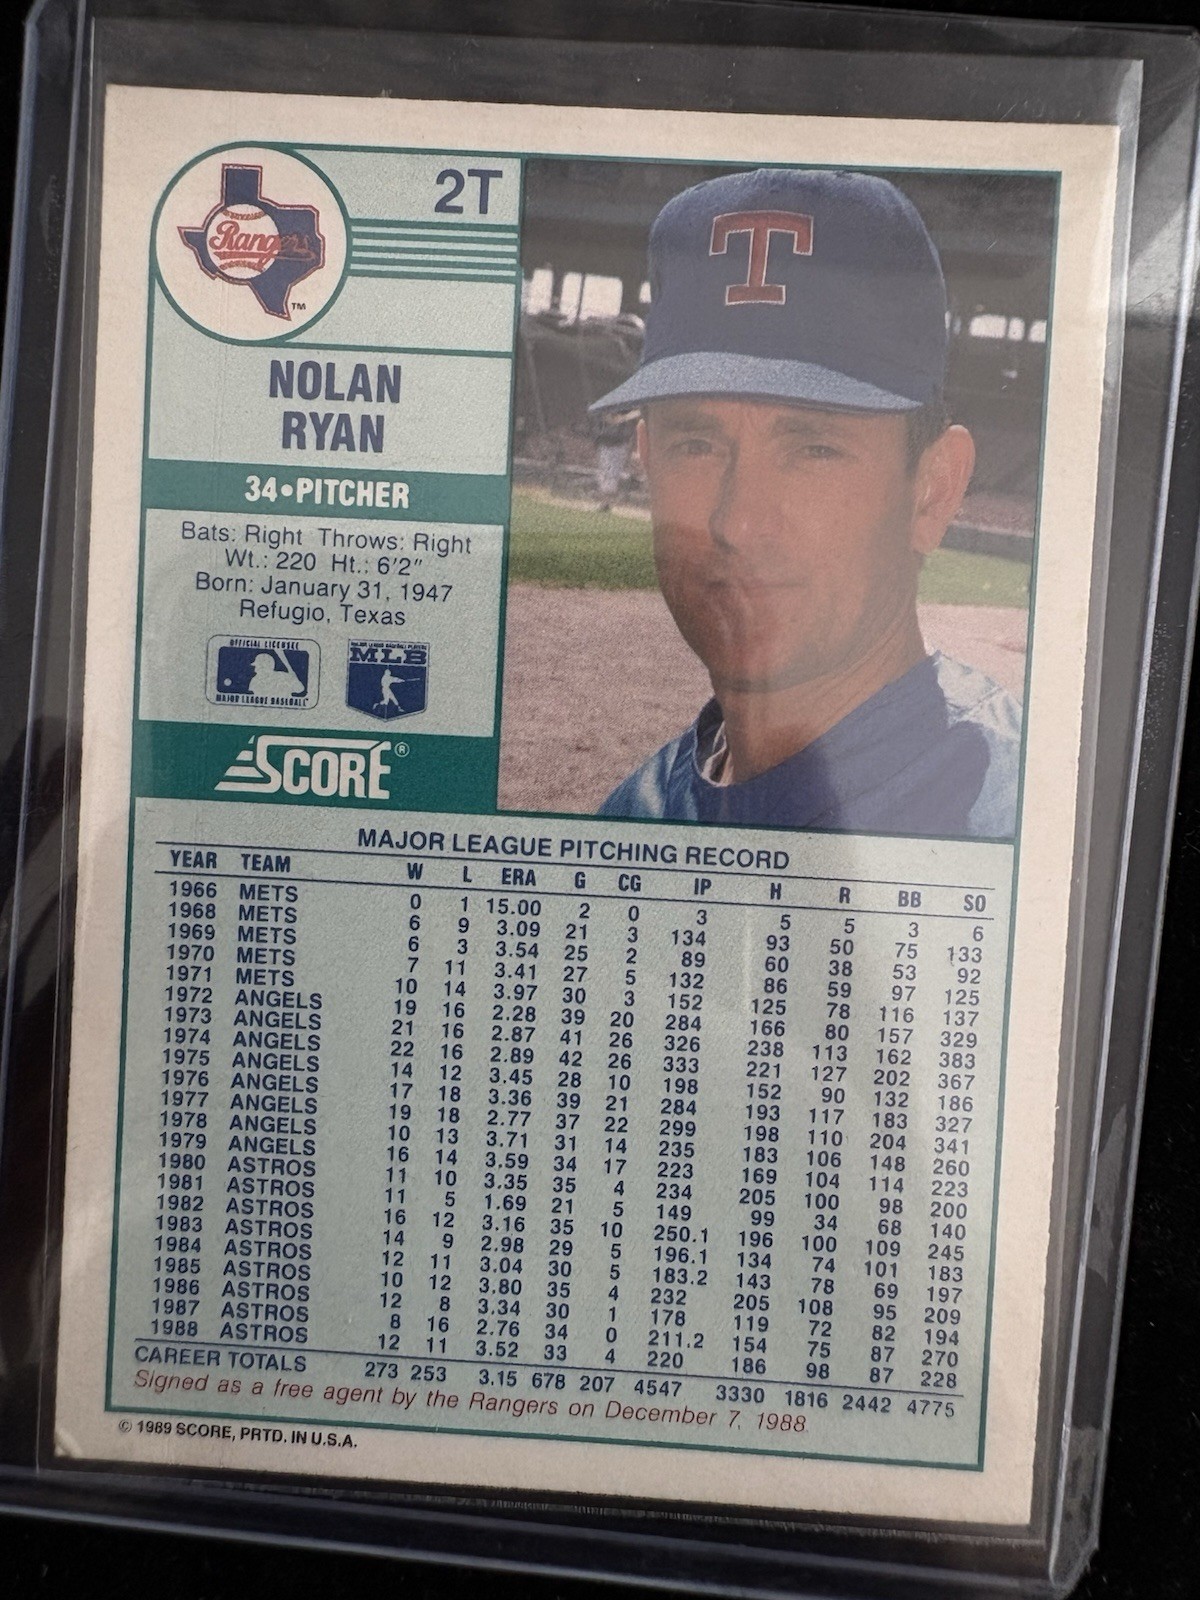 Rangers
TM
2T
T
NOLAN
RYAN
34•PITCHER
Bats: Right Throws: Right
Wt.: 220 Ht.: 6'2"
Born: January 31, 1947
Refugio, Texas
OFFICIAL LICENSEE
MAJOR LEAGUE BASEBALL
MAJOR LEAGUE BASEBALL PLAYERS
MLB
SCORE®
MAJOR LEAGUE PITCHING RECORD
YEAR TEAM W L ERA G CG IP H R BB SO
1966 METS 0 1 15.00 2 0 3 5 5 3 6
1968 METS 6 9 3.09 21 3 134 93 50 75 133
1969 METS 6 3 3.54 25 2 89 60 38 53 92
1970 METS 7 11 3.41 27 5 132 86 59 97 125
1971 METS 10 14 3.97 30 3 152 125 78 116 137
1972 ANGELS 19 16 2.28 39 20 284 166 80 157 329
1973 ANGELS 21 16 2.87 41 26 326 238 113 162 383
1974 ANGELS 22 16 2.89 42 26 333 221 127 202 367
1975 ANGELS 14 12 3.45 28 10 198 152 90 132 186
1976 ANGELS 17 18 3.36 39 21 284 193 117 183 327
1977 ANGELS 19 16 2.77 37 22 299 198 110 204 341
1978 ANGELS 10 13 3.71 31 14 235 183 106 148 260
1979 ANGELS 16 14 3.59 34 17 223 169 104 114 223
1980 ASTROS 11 10 3.35 35 4 234 205 100 98 200
1981 ASTROS 11 5 1.69 21 5 149 99 34 68 140
1982 ASTROS 16 12 3.16 35 10 250.1 196 100 109 245
1983 ASTROS 14 9 2.98 29 5 196.1 134 74 101 183
1984 ASTROS 12 11 3.04 30 5 183.2 143 78 69 197
1985 ASTROS 10 12 3.80 35 4 232 205 108 95 209
1986 ASTROS 12 8 3.34 30 1 178 119 72 82 194
1987 ASTROS 8 16 2.76 34 0 211.2 154 75 87 270
1988 ASTROS 12 11 3.52 33 4 220 186 98 87 228
CAREER TOTALS 273 253 3.15 678 207 4547 3330 1816 2442 4775
Signed as a free agent by the Rangers on December 7, 1988.
© 1989 SCORE, PRTD. IN U.S.A.